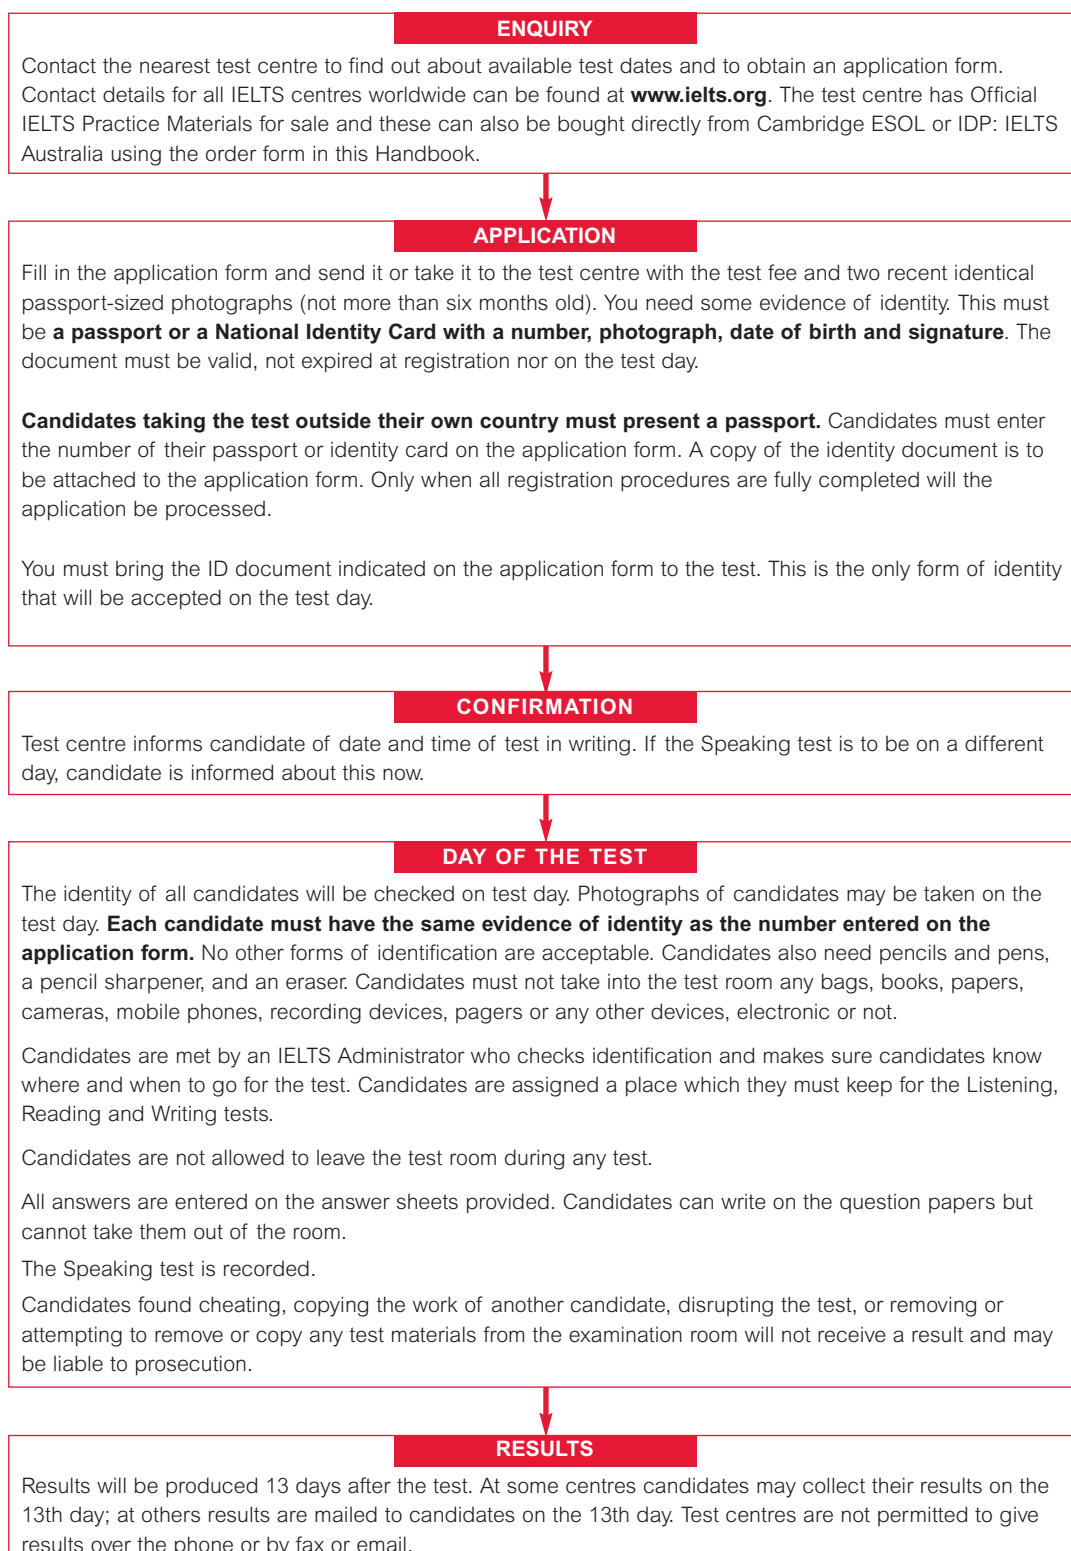 ENQUIRY
Contact the nearest test centre to find out about available test dates and to obtain an application form.
Contact details for all IELTS centres worldwide can be found at www.ielts.org. The test centre has Official
IELTS Practice Materials for sale and these can also be bought directly from Cambridge ESOL or IDP: IELTS
Australia using the order form in this Handbook.
APPLICATION
Fill in the application form and send it or take it to the test centre with the test fee and two recent identical
passport-sized photographs (not more than six months old). You need some evidence of identity. This must
be a passport or a National Identity Card with a number, photograph, date of birth and signature. The
document must be valid, not expired at registration nor on the test day.
Candidates taking the test outside their own country must present a passport. Candidates must enter
the number of their passport or identity card on the application form. A copy of the identity document is to
be attached to the application form. Only when all registration procedures are fully completed will the
application be processed.
You must bring the ID document indicated on the application form to the test. This is the only form of identity
that will be accepted on the test day.
CONFIRMATION
Test centre informs candidate of date and time of test in writing. If the Speaking test is to be on a different
day, candidate is informed about this now.
DAY OF THE TEST
The identity of all candidates will be checked on test day. Photographs of candidates may be taken on the
test day. Each candidate must have the same evidence of identity as the number entered on the
application form. No other forms of identification are acceptable. Candidates also need pencils and pens,
a pencil sharpener, and an eraser. Candidates must not take into the test room any bags, books, papers,
cameras, mobile phones, recording devices, pagers or any other devices, electronic or not.
Candidates are met by an IELTS Administrator who checks identification and makes sure candidates know
where and when to go for the test. Candidates are assigned a place which they must keep for the Listening,
Reading and Writing tests.
Candidates are not allowed to leave the test room during any test.
All answers are entered on the answer sheets provided. Candidates can write on the question papers but
cannot take them out of the room.
The Speaking test is recorded.
Candidates found cheating, copying the work of another candidate, disrupting the test, or removing or
attempting to remove or copy any test materials from the examination room will not receive a result and may
be liable to prosecution.
RESULTS
Results will be produced 13 days after the test. At some centres candidates may collect their results on the
13th day; at others results are mailed to candidates on the 13th day. Test centres are not permitted to give
results over the phone or by fax or email.